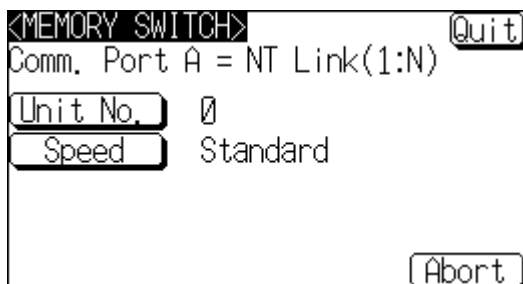 <MEMORY SWITCH> Quit
Comm. Port A = NT Link(1:N)
Unit No. 0
Speed Standard
Abort